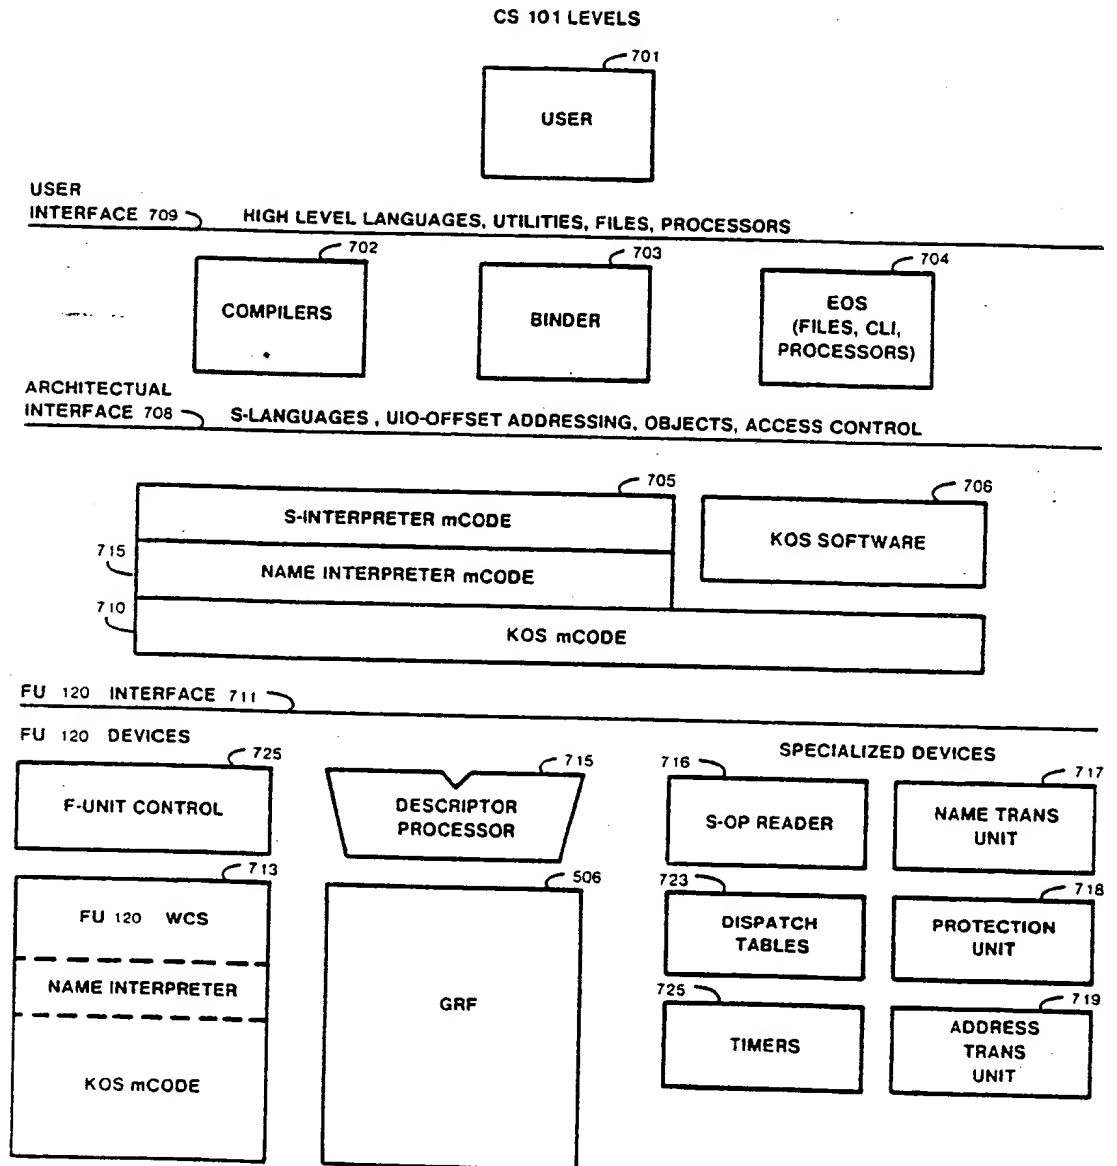 CS 101 LEVELS
701
USER
USER
INTERFACE 709
HIGH LEVEL LANGUAGES, UTILITIES, FILES, PROCESSORS
702
COMPILERS
703
BINDER
704
EOS
(FILES, CLI,
PROCESSORS)
ARCHITECTUAL
INTERFACE 708
S-LANGUAGES , UIO-OFFSET ADDRESSING, OBJECTS, ACCESS CONTROL
705
S-INTERPRETER mCODE
706
KOS SOFTWARE
715
NAME INTERPRETER mCODE
710
KOS mCODE
FU 120 INTERFACE 711
FU 120 DEVICES
SPECIALIZED DEVICES
725
F-UNIT CONTROL
715
DESCRIPTOR
PROCESSOR
716
S-OP READER
717
NAME TRANS
UNIT
713
FU 120 WCS
NAME INTERPRETER
KOS mCODE
506
GRF
723
DISPATCH
TABLES
718
PROTECTION
UNIT
725
TIMERS
719
ADDRESS
TRANS
UNIT